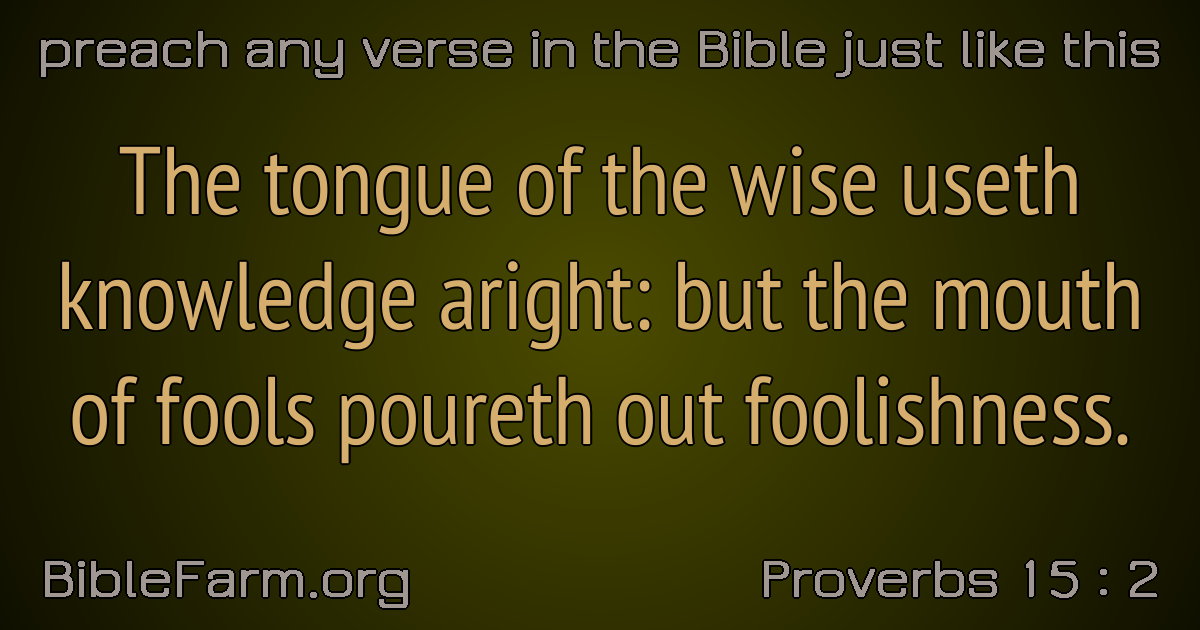 preach any verse in the Bible just like this
The tongue of the wise useth
knowledge aright: but the mouth
of fools poureth out foolishness.
BibleFarm.org
Proverbs 15 : 2